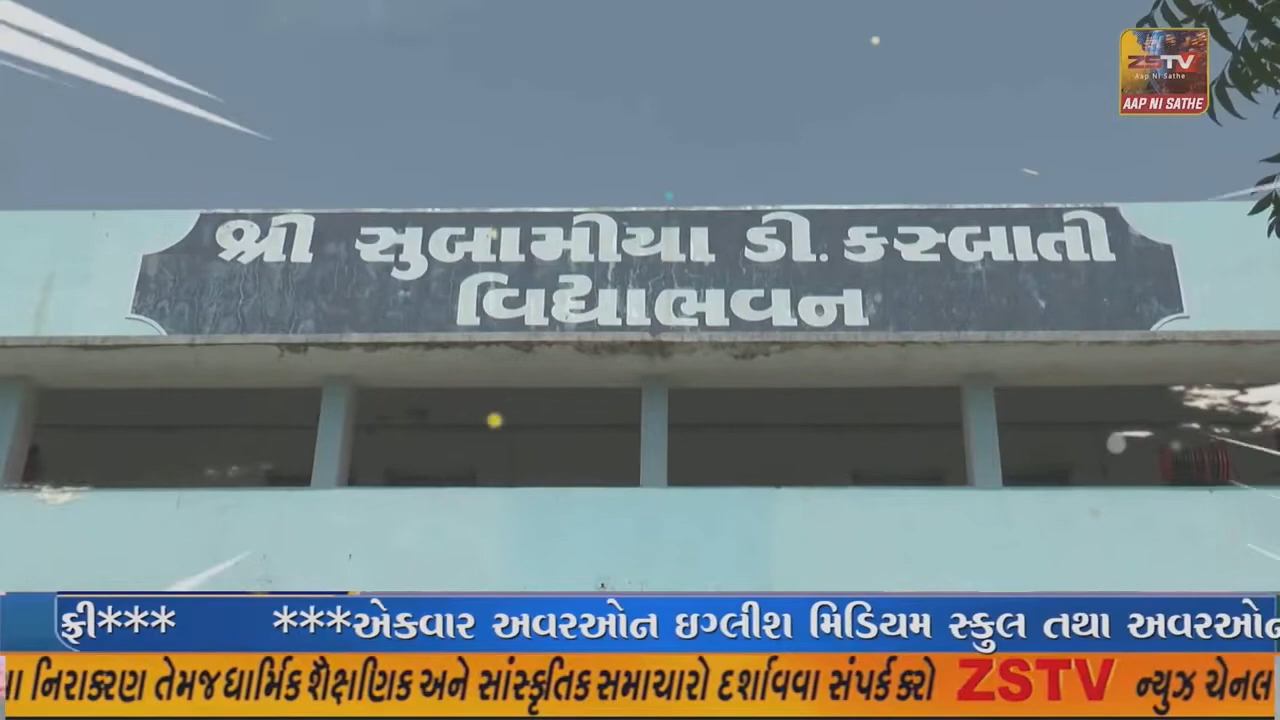 ZSTV
Aap Ni Sathe
AAP NI SATHE
શ્રી સુબામીયા ડી. કરબાતી
વિદ્યાભવન
ફ્રી*** ***એકવાર અવરઓન ઇગ્લીશ મિડિયમ સ્કુલ તથા અવરઓન
નિરાકરણ તેમજ ધાર્મિક શૈક્ષણિક અને સાંસ્કૃતિક સમાચારો દર્શાવવા સંપર્ક કરો ZSTV ન્યુઝ ચેનલ